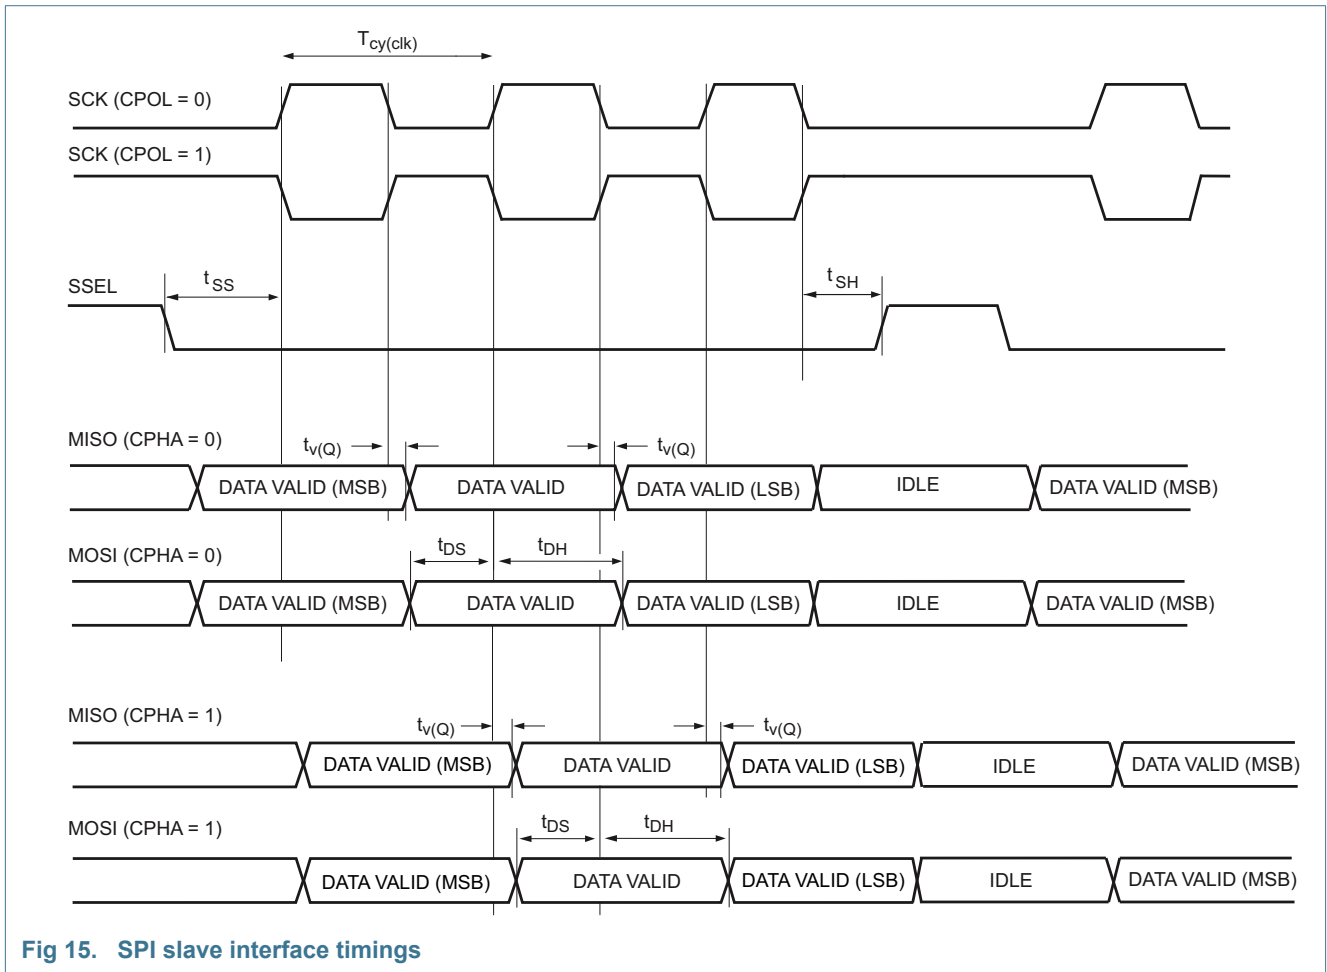 Tcy(clk)
SCK (CPOL = 0)
SCK (CPOL = 1)
SSEL
tSS
tSH
MISO (CPHA = 0)
tv(Q)
tv(Q)
DATA VALID (MSB) DATA VALID DATA VALID (LSB) IDLE DATA VALID (MSB)
MOSI (CPHA = 0)
tDS
tDH
DATA VALID (MSB) DATA VALID DATA VALID (LSB) IDLE DATA VALID (MSB)
MISO (CPHA = 1)
tv(Q)
tv(Q)
DATA VALID (MSB) DATA VALID DATA VALID (LSB) IDLE DATA VALID (MSB)
MOSI (CPHA = 1)
tDS
tDH
DATA VALID (MSB) DATA VALID DATA VALID (LSB) IDLE DATA VALID (MSB)
Fig 15. SPI slave interface timings